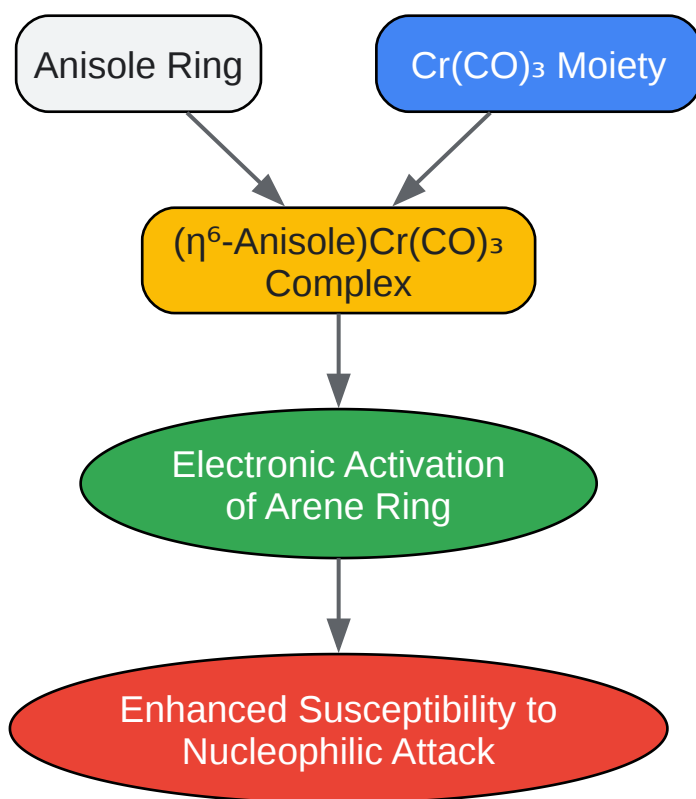 Anisole Ring
Cr(CO)₃ Moiety
(η⁶-Anisole)Cr(CO)₃
Complex
Electronic Activation
of Arene Ring
Enhanced Susceptibility to
Nucleophilic Attack